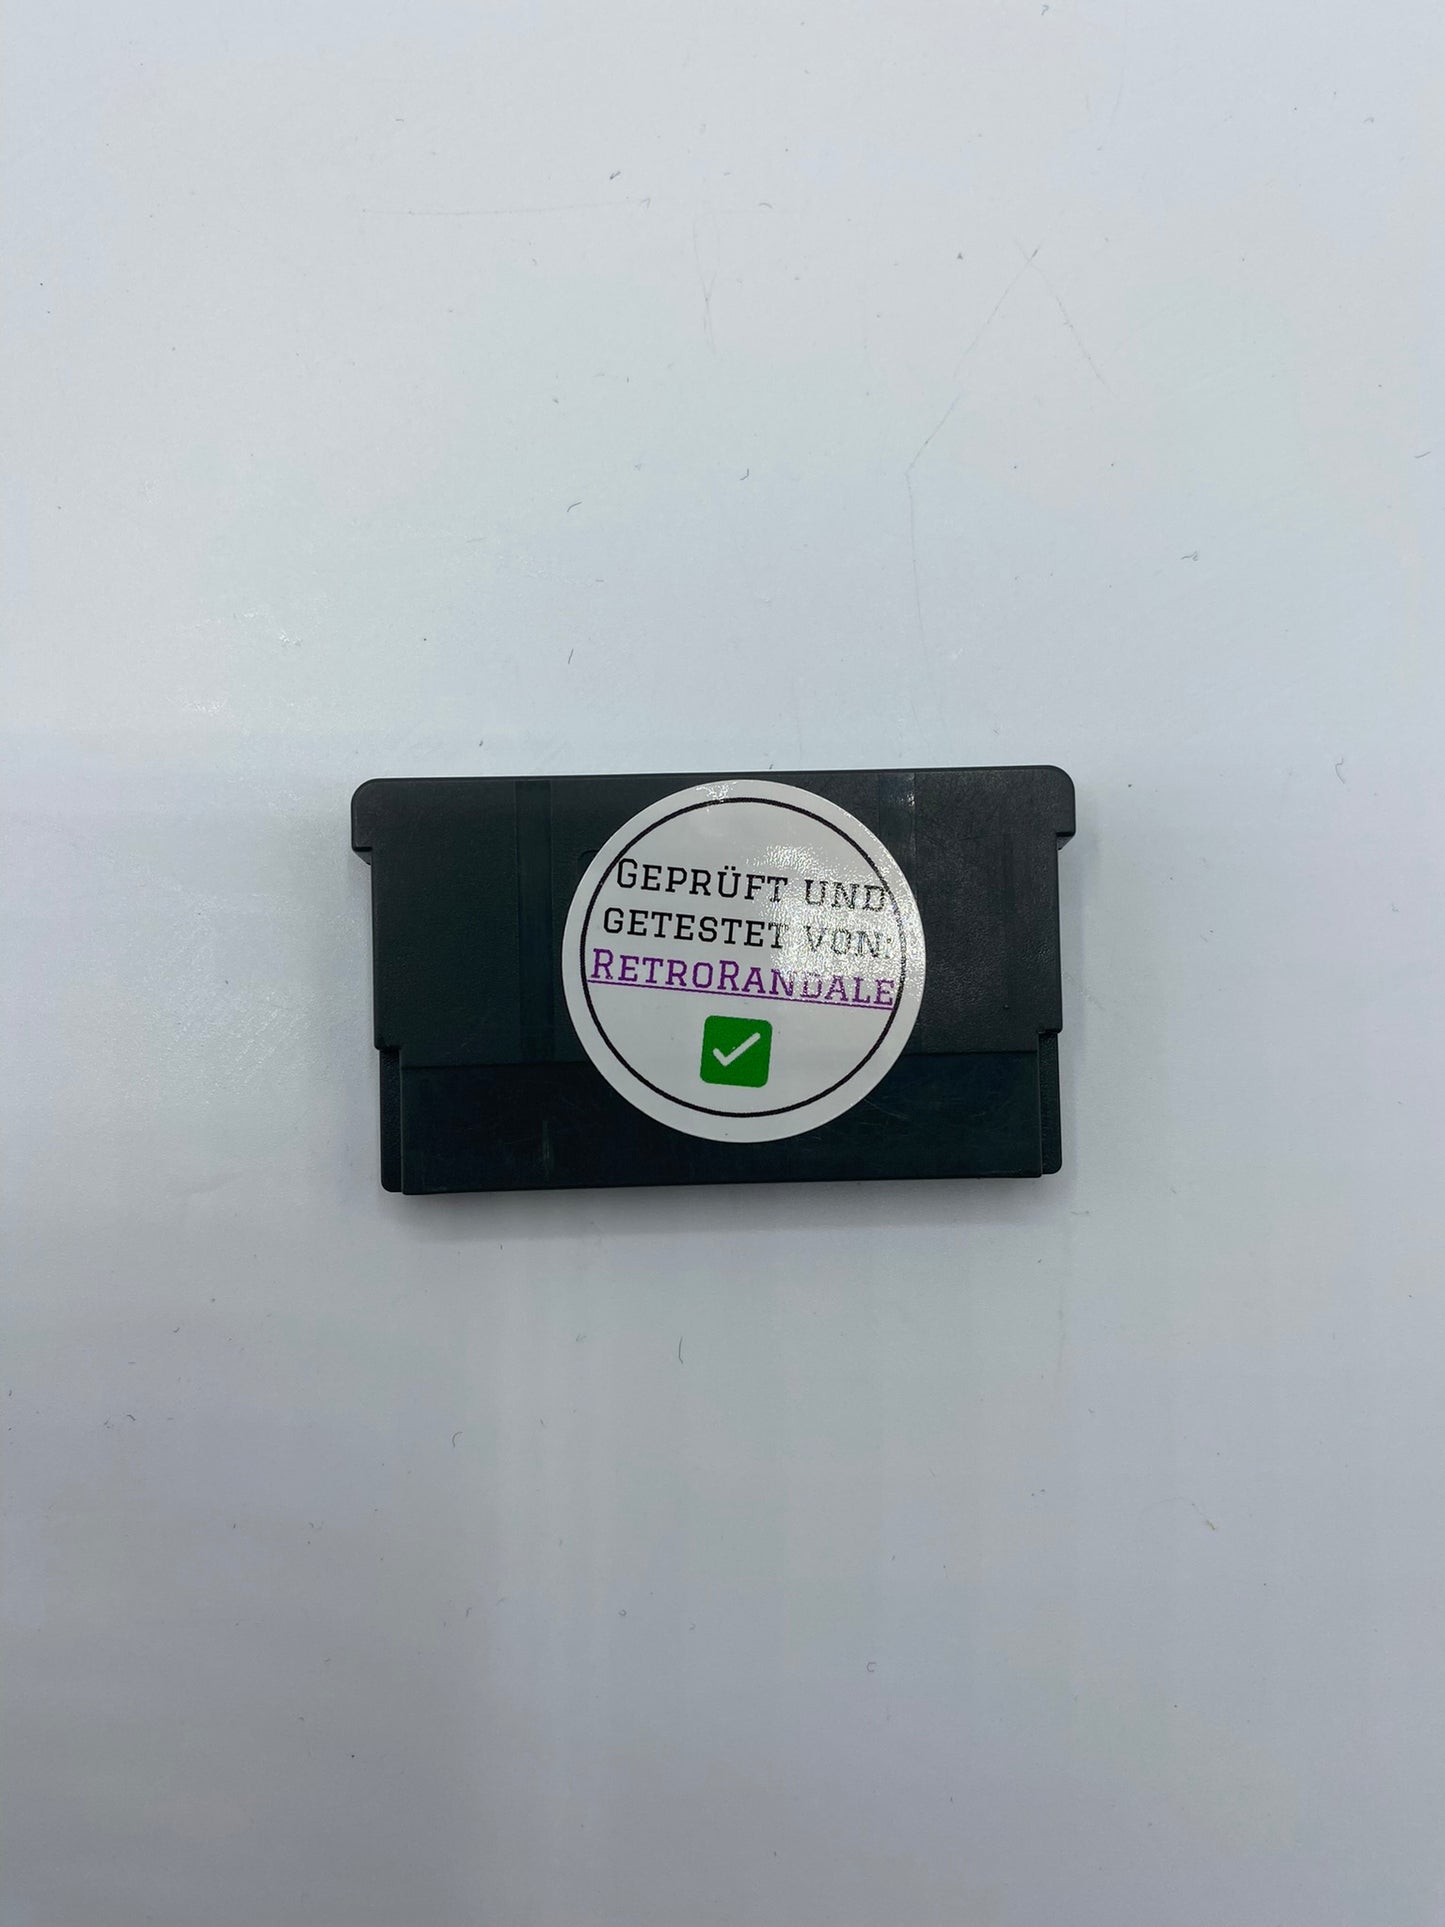 Geprüft und
getestet von:
RetroRandale